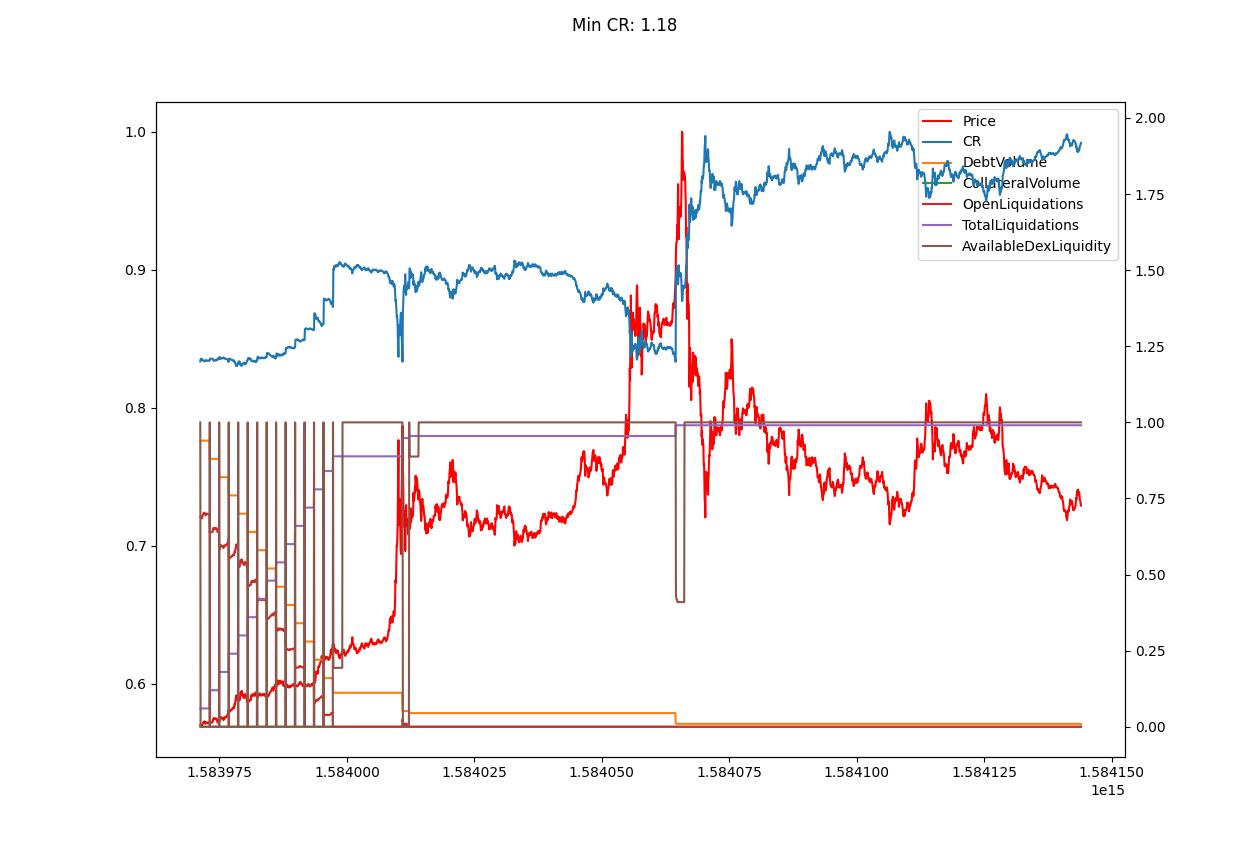 Min CR: 1.18
1.0
0.9
0.8
0.7
0.6
2.00
1.75
1.50
1.25
1.00
0.75
0.50
0.25
0.00
Price
CR
DebtVolume
CollateralVolume
OpenLiquidations
TotalLiquidations
AvailableDexLiquidity
1.583975 1.584000 1.584025 1.584050 1.584075 1.584100 1.584125 1.584150
1e15